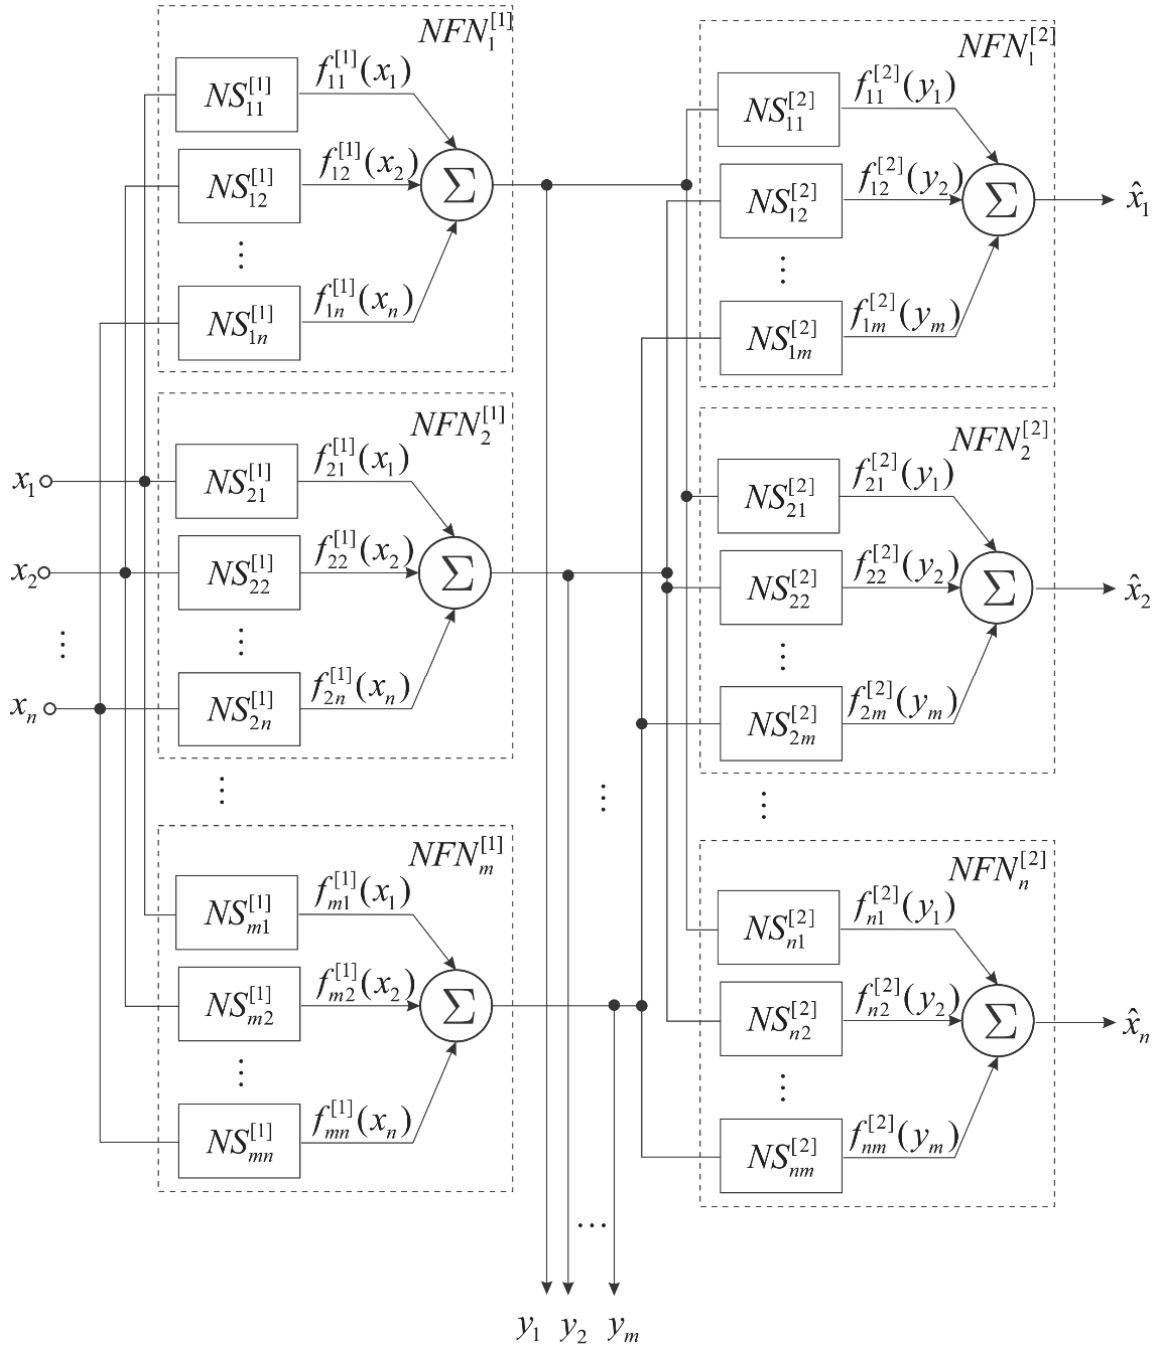 NFN_1^{[1]}
NS_{11}^{[1]} f_{11}^{[1]}(x_1)
NS_{12}^{[1]} f_{12}^{[1]}(x_2) Σ
⋮
NS_{1n}^{[1]} f_{1n}^{[1]}(x_n)
NFN_2^{[1]}
x_1 NS_{21}^{[1]} f_{21}^{[1]}(x_1)
x_2 NS_{22}^{[1]} f_{22}^{[1]}(x_2) Σ
⋮ ⋮
x_n NS_{2n}^{[1]} f_{2n}^{[1]}(x_n)
⋮
NFN_m^{[1]}
NS_{m1}^{[1]} f_{m1}^{[1]}(x_1)
NS_{m2}^{[1]} f_{m2}^{[1]}(x_2) Σ
⋮
NS_{mn}^{[1]} f_{mn}^{[1]}(x_n)
⋮
...
y_1 y_2 y_m
NFN_1^{[2]}
NS_{11}^{[2]} f_{11}^{[2]}(y_1)
NS_{12}^{[2]} f_{12}^{[2]}(y_2) Σ x̂_1
⋮
NS_{1m}^{[2]} f_{1m}^{[2]}(y_m)
NFN_2^{[2]}
NS_{21}^{[2]} f_{21}^{[2]}(y_1)
NS_{22}^{[2]} f_{22}^{[2]}(y_2) Σ x̂_2
⋮
NS_{2m}^{[2]} f_{2m}^{[2]}(y_m)
⋮
NFN_n^{[2]}
NS_{n1}^{[2]} f_{n1}^{[2]}(y_1)
NS_{n2}^{[2]} f_{n2}^{[2]}(y_2) Σ x̂_n
⋮
NS_{nm}^{[2]} f_{nm}^{[2]}(y_m)